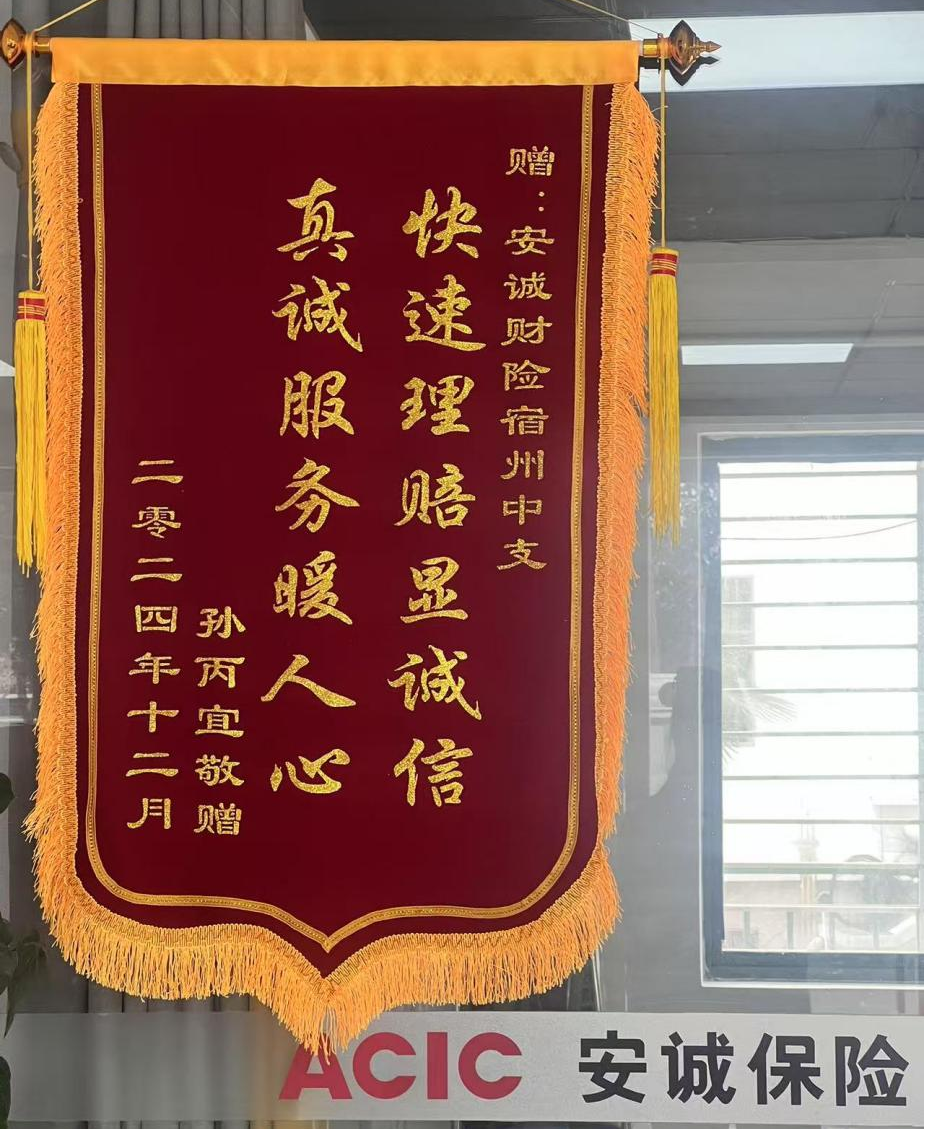 赠：安诚财险宿州中支
快速理赔显诚信
真诚服务暖人心
孙丙宜敬赠
二零二四年十二月
ACIC 安诚保险